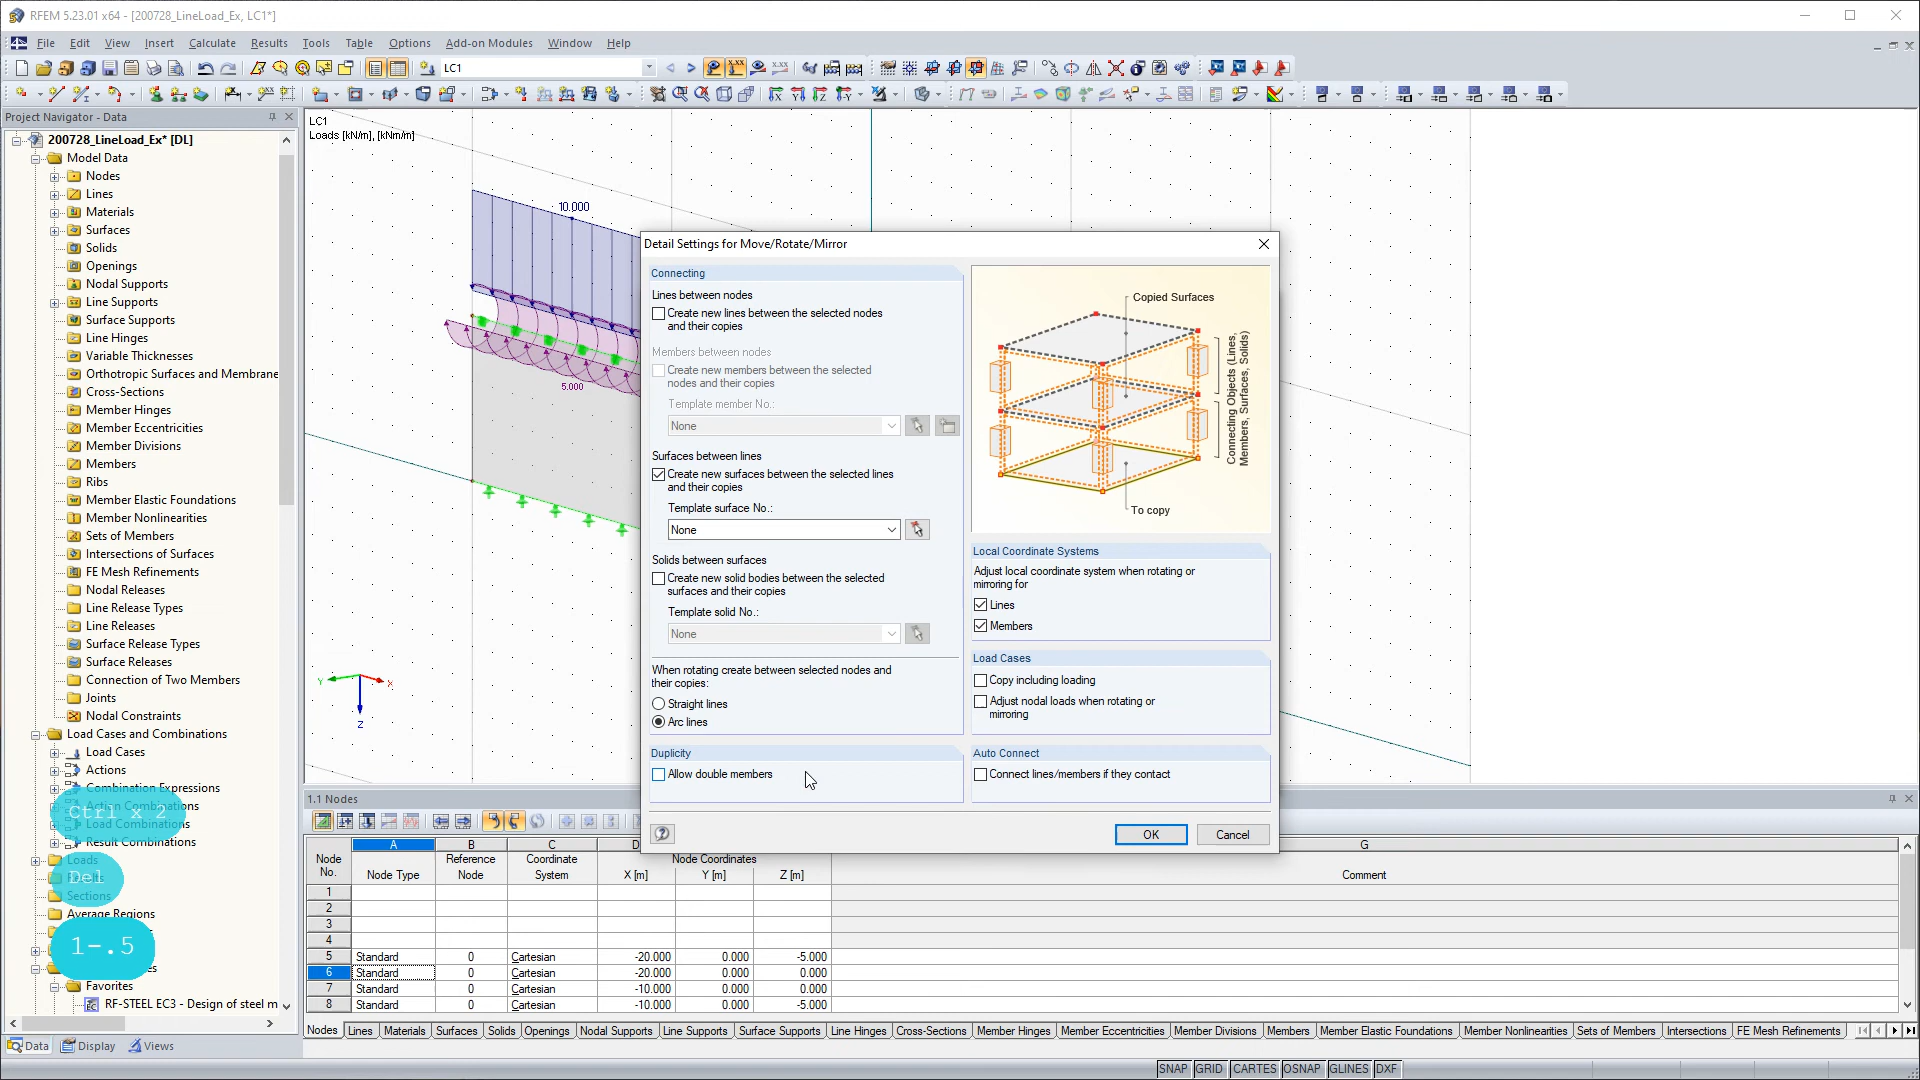 RFEM 5.23.01 x64 - [200728_LineLoad_Ex, LC1*]
File Edit View Insert Calculate Results Tools Table Options Add-on Modules Window Help
LC1
Project Navigator - Data
200728_LineLoad_Ex* [DL]
Model Data
Nodes
Lines
Materials
Surfaces
Solids
Openings
Nodal Supports
Line Supports
Surface Supports
Line Hinges
Variable Thicknesses
Orthotropic Surfaces and Membrane
Cross-Sections
Member Hinges
Member Eccentricities
Member Divisions
Members
Ribs
Member Elastic Foundations
Member Nonlinearities
Sets of Members
Intersections of Surfaces
FE Mesh Refinements
Nodal Releases
Line Release Types
Line Releases
Surface Release Types
Surface Releases
Connection of Two Members
Joints
Nodal Constraints
Load Cases and Combinations
Load Cases
Actions
Combination Expressions
Action Combinations
Load Combinations
Result Combinations
Loads
Results
Sections
Average Regions
Favorites
RF-STEEL EC3 - Design of steel m
Ctrl x 2
Del
1-.5
Data Display Views
LC1
Loads [kN/m], [kNm/m]
10.000
5.000
Y X
Z
Detail Settings for Move/Rotate/Mirror
Connecting
Lines between nodes
Create new lines between the selected nodes
and their copies
Members between nodes
Create new members between the selected
nodes and their copies
Template member No.:
None
Surfaces between lines
Create new surfaces between the selected lines
and their copies
Template surface No.:
None
Solids between surfaces
Create new solid bodies between the selected
surfaces and their copies
Template solid No.:
None
When rotating create between selected nodes and
their copies:
Straight lines
Arc lines
Duplicity
Allow double members
Copied Surfaces
Connecting Objects (Lines,
Members, Surfaces, Solids)
To copy
Local Coordinate Systems
Adjust local coordinate system when rotating or
mirroring for
Lines
Members
Load Cases
Copy including loading
Adjust nodal loads when rotating or
mirroring
Auto Connect
Connect lines/members if they contact
OK Cancel
1.1 Nodes
A B C D G
Node No. Node Type Reference Node Coordinate System Node Coordinates X [m] Y [m] Z [m] Comment
1
2
3
4
5 Standard 0 Cartesian -20.000 0.000 -5.000
6 Standard 0 Cartesian -20.000 0.000 0.000
7 Standard 0 Cartesian -10.000 0.000 0.000
8 Standard 0 Cartesian -10.000 0.000 -5.000
Nodes Lines Materials Surfaces Solids Openings Nodal Supports Line Supports Surface Supports Line Hinges Cross-Sections Member Hinges Member Eccentricities Member Divisions Members Member Elastic Foundations Member Nonlinearities Sets of Members Intersections FE Mesh Refinements
SNAP GRID CARTES OSNAP GLINES DXF